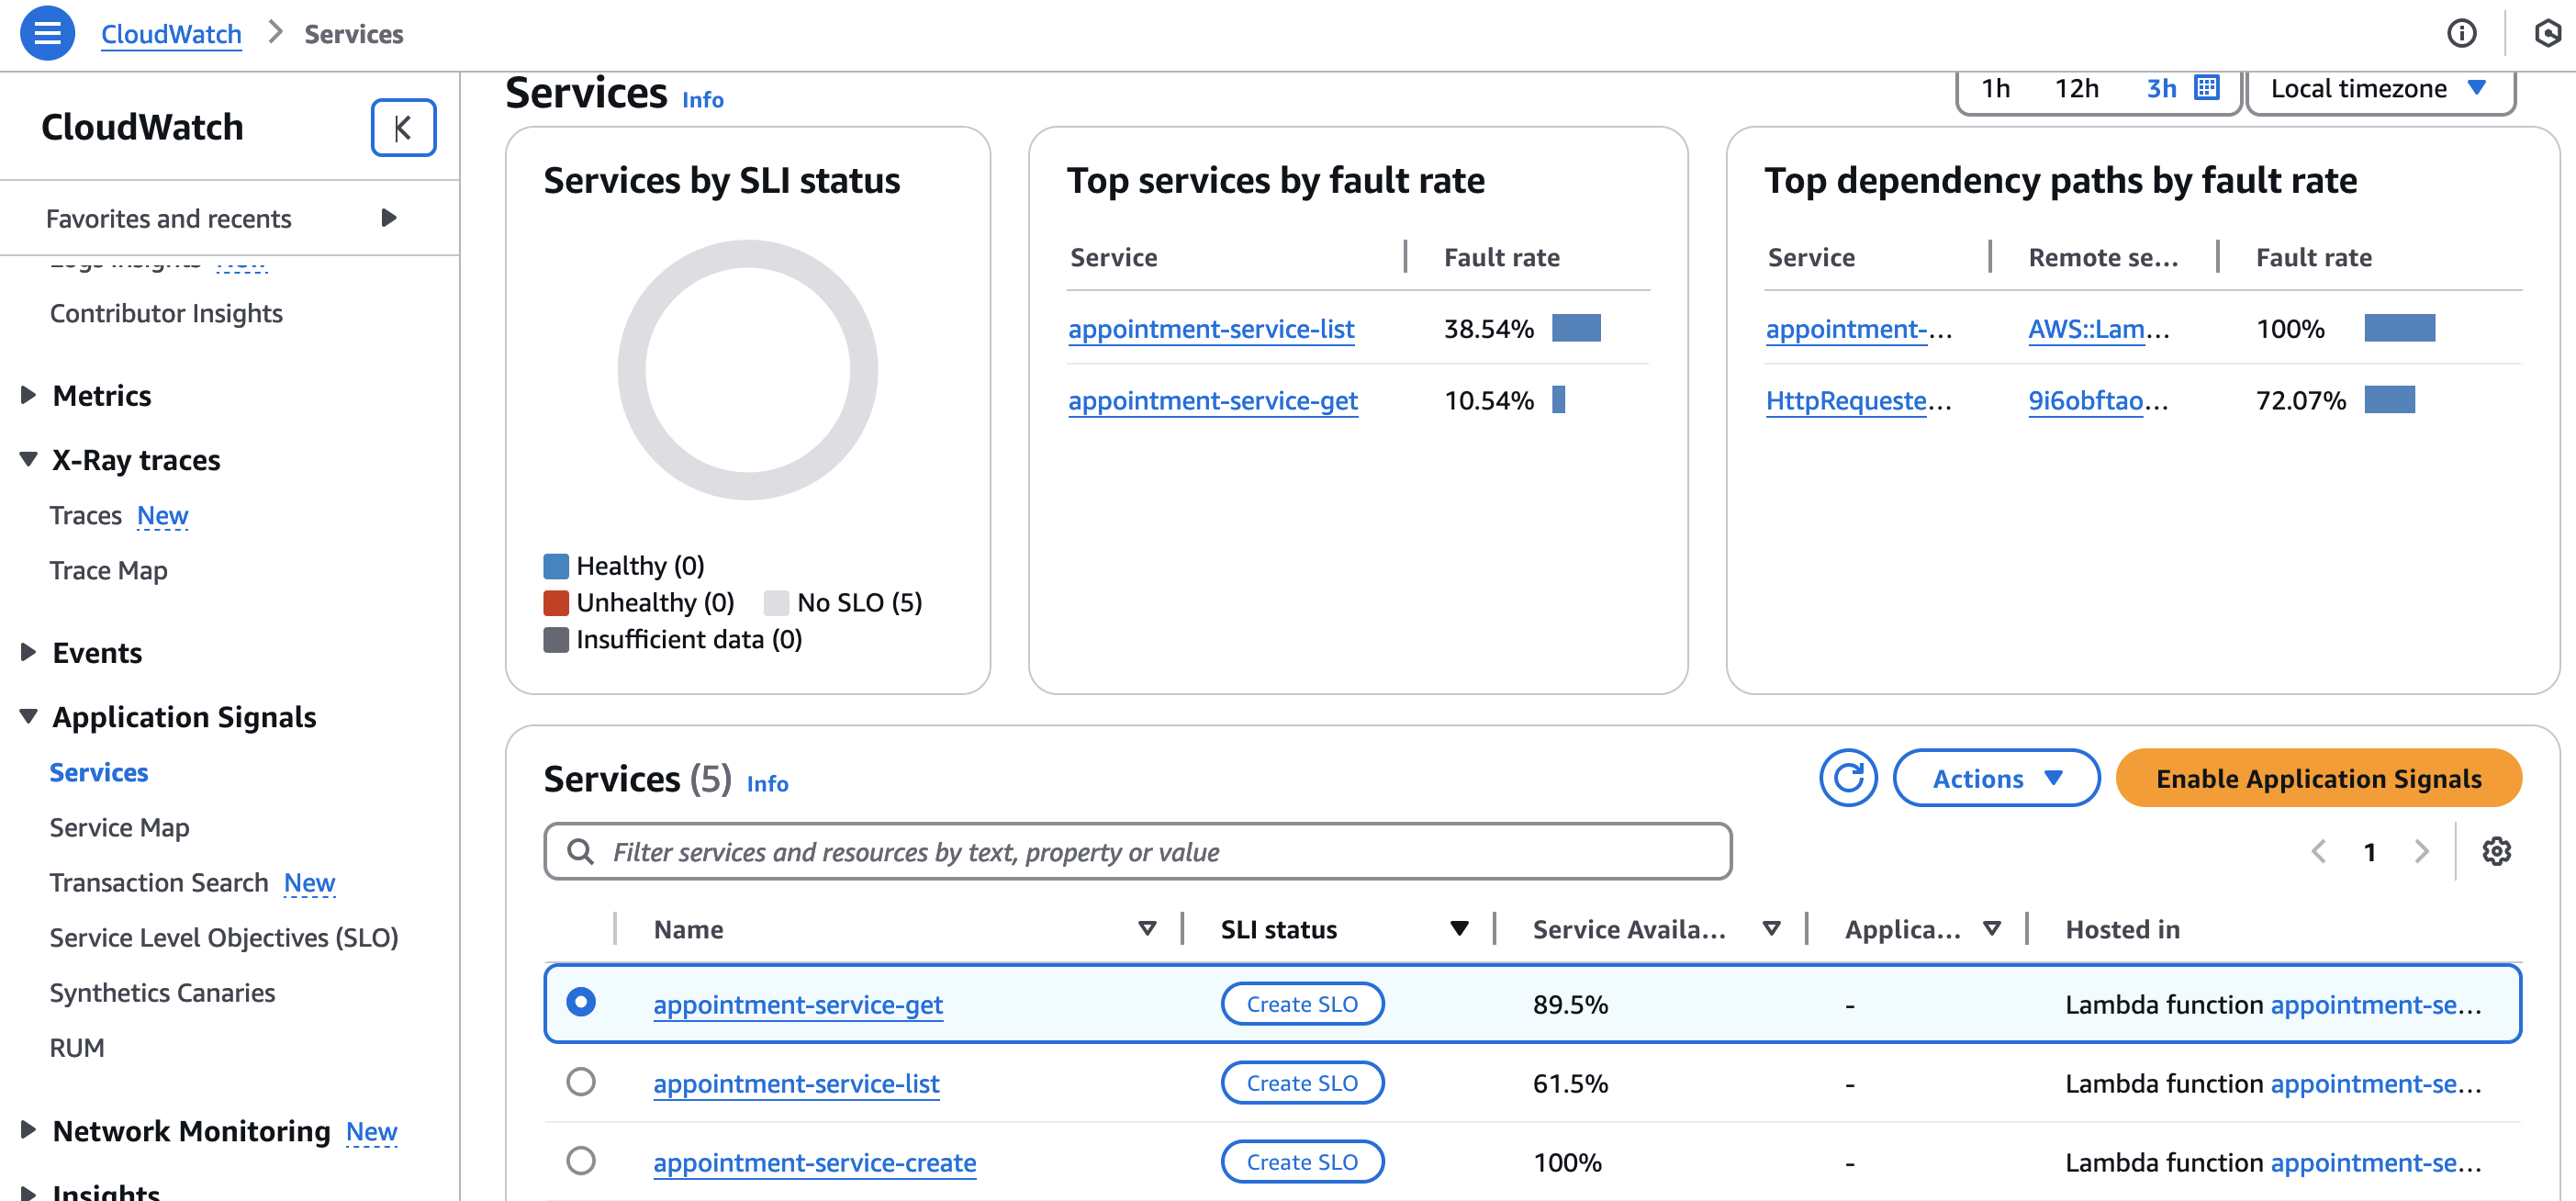 CloudWatch > Services
CloudWatch
Favorites and recents
Logs Insights New
Contributor Insights
Metrics
X-Ray traces
Traces New
Trace Map
Events
Application Signals
Services
Service Map
Transaction Search New
Service Level Objectives (SLO)
Synthetics Canaries
RUM
Network Monitoring New
Insights
Services Info
1h 12h 3h Local timezone
Services by SLI status
Healthy (0)
Unhealthy (0) No SLO (5)
Insufficient data (0)
Top services by fault rate
Service Fault rate
appointment-service-list 38.54%
appointment-service-get 10.54%
Top dependency paths by fault rate
Service Remote se... Fault rate
appointment-... AWS::Lam... 100%
HttpRequeste... 9i6obftao... 72.07%
Services (5) Info
Actions Enable Application Signals
Filter services and resources by text, property or value
1
Name SLI status Service Availa... Applica... Hosted in
appointment-service-get Create SLO 89.5% - Lambda function appointment-se...
appointment-service-list Create SLO 61.5% - Lambda function appointment-se...
appointment-service-create Create SLO 100% - Lambda function appointment-se...